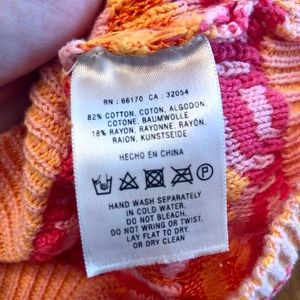 RN : 66170 CA : 32054
82% COTTON, COTON, ALGODON,
COTONE, BAUMWOLLE
18% RAYON, RAYONNE, RAYON,
RAION, KUNSTSEIDE
HECHO EN CHINA
HAND WASH SEPARATELY
IN COLD WATER.
DO NOT BLEACH.
DO NOT WRING OR TWIST.
LAY FLAT TO DRY.
OR DRY CLEAN